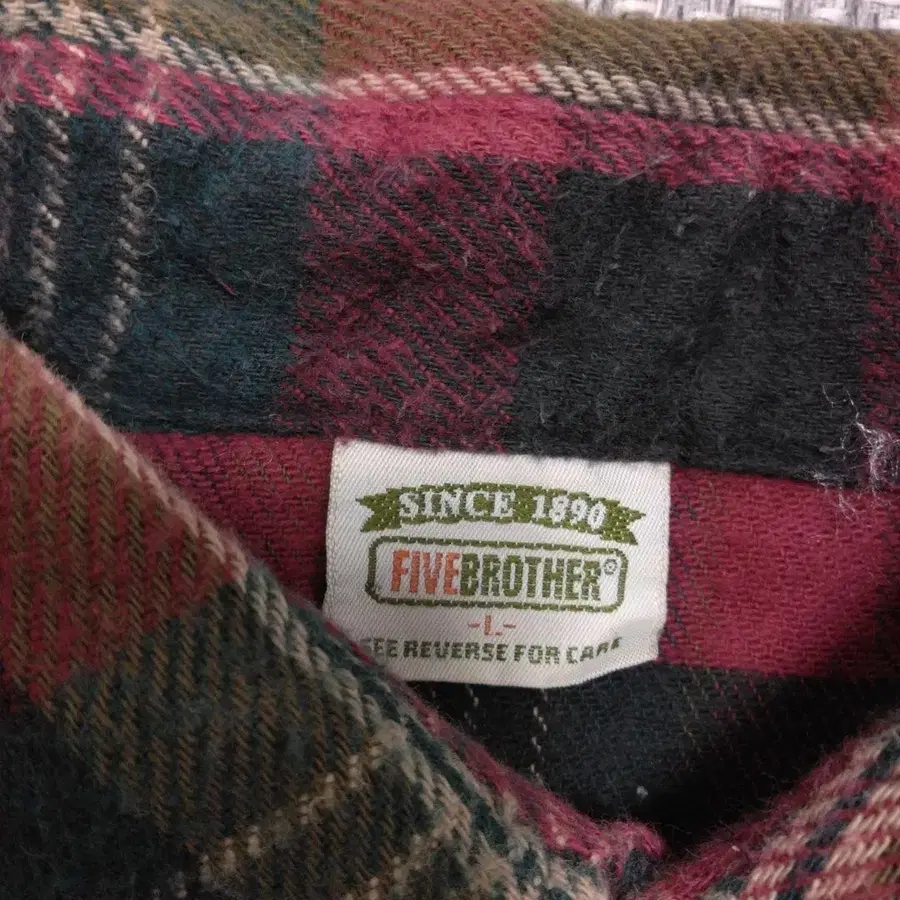 SINCE 1890
FIVEBROTHER®
-L-
SEE REVERSE FOR CARE